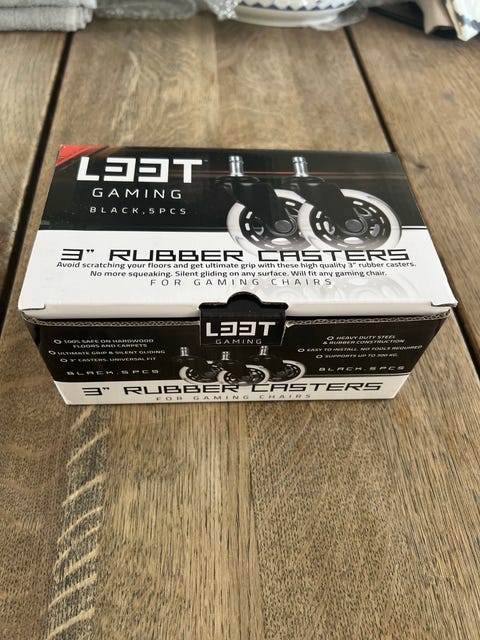 L33T
GAMING
BLACK, 5PCS
3" RUBBER CASTERS
Avoid scratching your floors and get ultimate grip with these high quality 3" rubber casters.
No more squeaking. Silent gliding on any surface. Will fit any gaming chair.
FOR GAMING CHAIRS
L33T
GAMING
100% SAFE ON HARDWOOD
FLOORS AND CARPETS
ULTIMATE GRIP & SILENT GLIDING
3" CASTERS. UNIVERSAL FIT
BLACK, 5PCS
HEAVY DUTY STEEL
& RUBBER CONSTRUCTION
EASY TO INSTALL. NO TOOLS REQUIRED
SUPPORTS UP TO 300 KG.
BLACK, 5PCS
3" RUBBER CASTERS
FOR GAMING CHAIRS